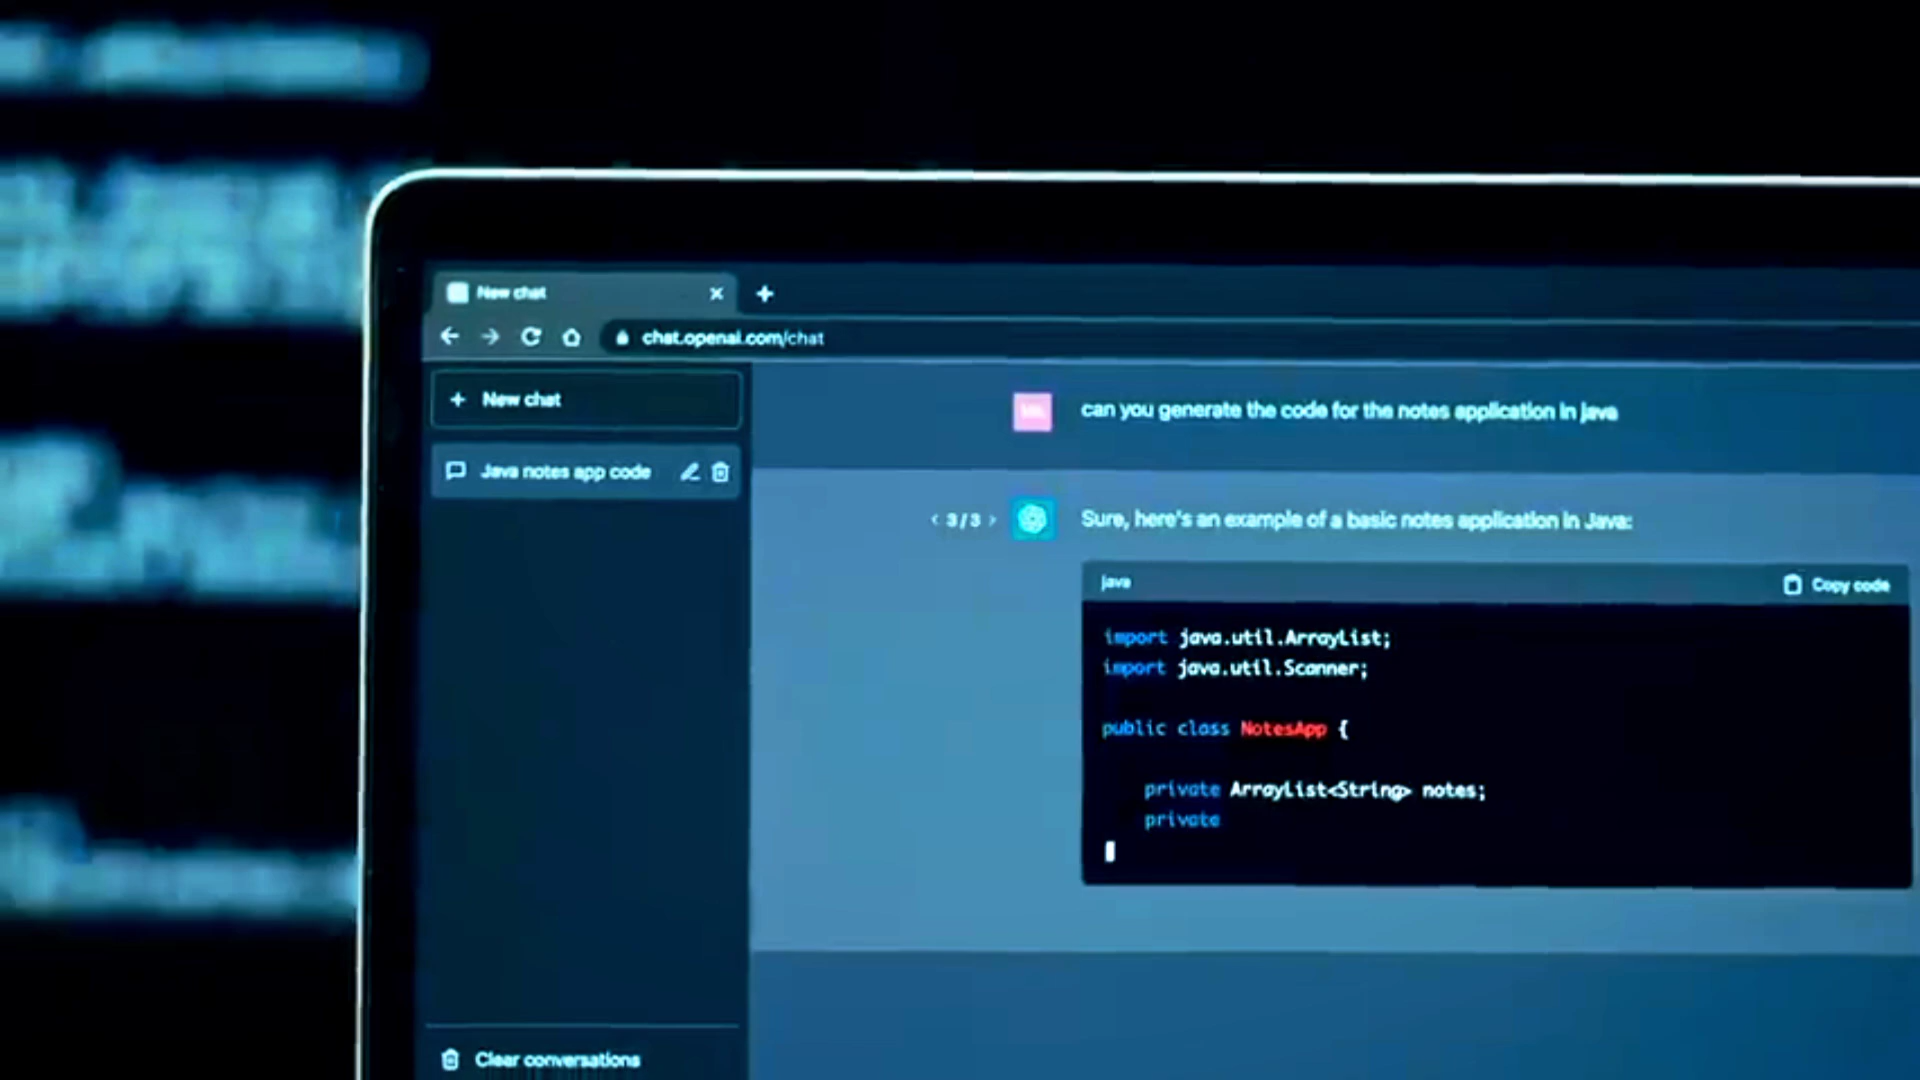 New chat
chat.openai.com/chat
New chat
can you generate the code for the notes application in java
Java notes app code
3/3
Sure, here's an example of a basic notes application in Java:
java
Copy code
import java.util.ArrayList;
import java.util.Scanner;
public class NotesApp {
private ArrayList<String> notes;
private
Clear conversations